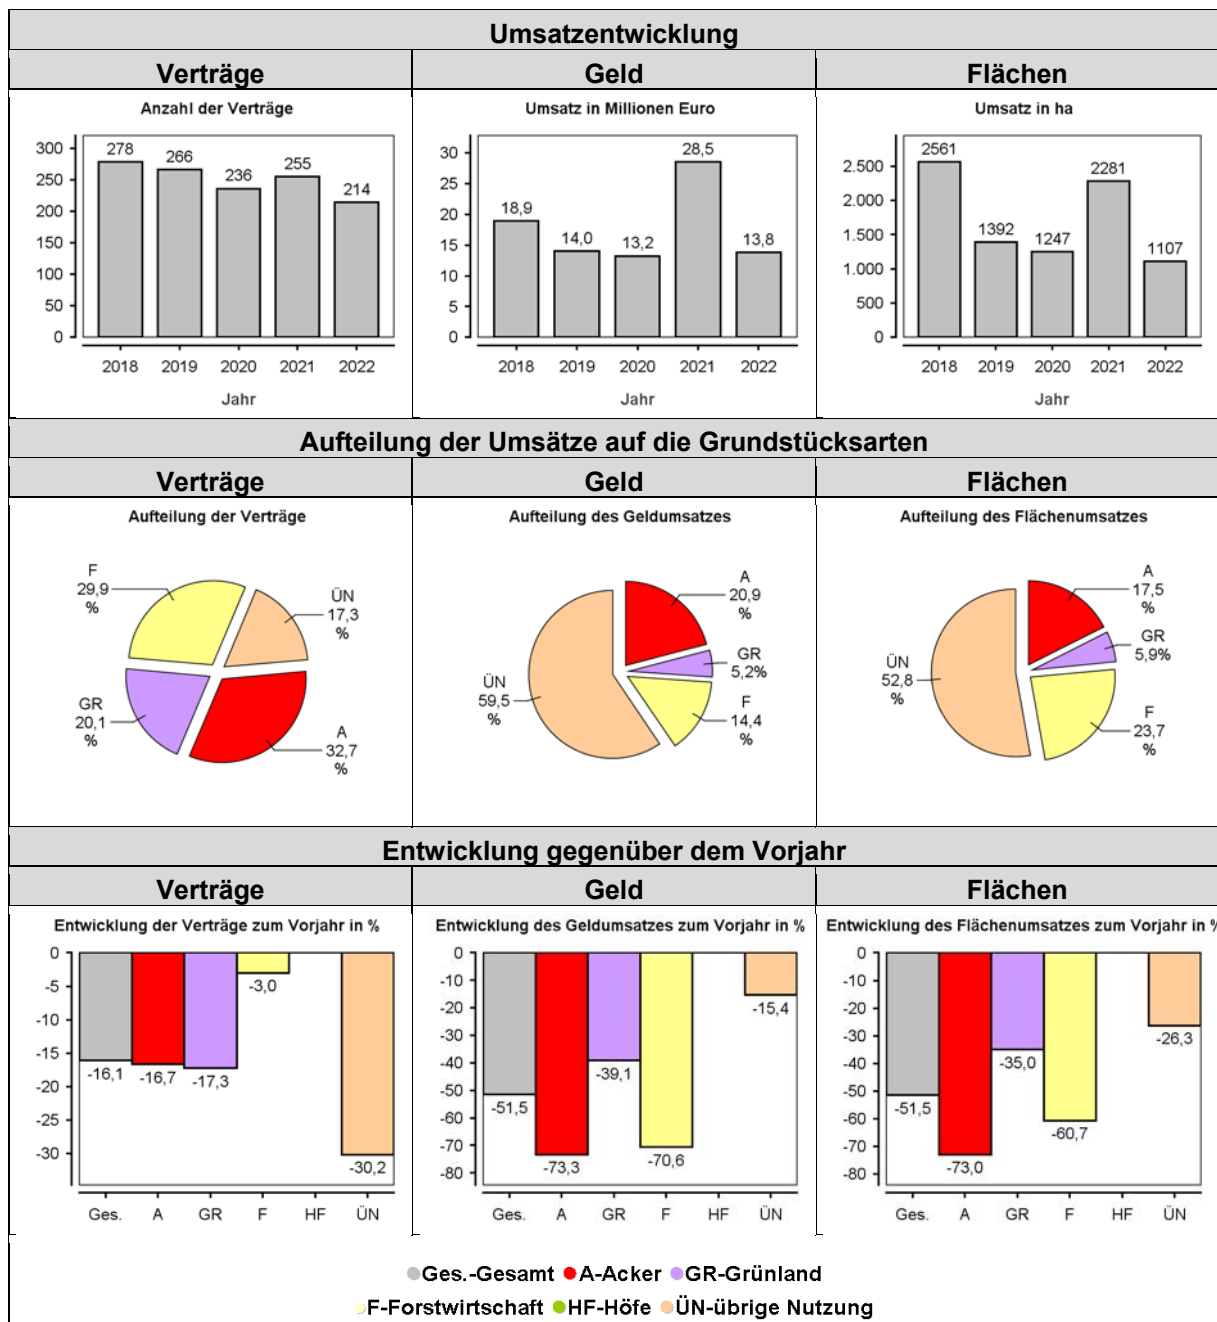 Umsatzentwicklung
Verträge Geld Flächen
Anzahl der Verträge
300
250
200
150
100
50
0
278
266
236
255
214
2018 2019 2020 2021 2022
Jahr
Umsatz in Millionen Euro
30
25
20
15
10
5
0
18,9
14,0
13,2
28,5
13,8
2018 2019 2020 2021 2022
Jahr
Umsatz in ha
2.500
2.000
1.500
1.000
500
0
2561
1392
1247
2281
1107
2018 2019 2020 2021 2022
Jahr
Aufteilung der Umsätze auf die Grundstücksarten
Verträge Geld Flächen
Aufteilung der Verträge
F
29,9
%
ÜN
17,3
%
GR
20,1
%
A
32,7
%
Aufteilung des Geldumsatzes
A
20,9
%
GR
5,2%
ÜN
59,5
%
F
14,4
%
Aufteilung des Flächenumsatzes
A
17,5
%
GR
5,9%
ÜN
52,8
%
F
23,7
%
Entwicklung gegenüber dem Vorjahr
Verträge Geld Flächen
Entwicklung der Verträge zum Vorjahr in %
0
-5
-10
-15
-20
-25
-30
-16,1
-16,7
-17,3
-3,0
-30,2
Ges. A GR F HF ÜN
Entwicklung des Geldumsatzes zum Vorjahr in %
0
-10
-20
-30
-40
-50
-60
-70
-80
-51,5
-73,3
-39,1
-70,6
-15,4
Ges. A GR F HF ÜN
Entwicklung des Flächenumsatzes zum Vorjahr in %
0
-10
-20
-30
-40
-50
-60
-70
-80
-51,5
-73,0
-35,0
-60,7
-26,3
Ges. A GR F HF ÜN
Ges.-Gesamt A-Acker GR-Grünland
F-Forstwirtschaft HF-Höfe ÜN-übrige Nutzung